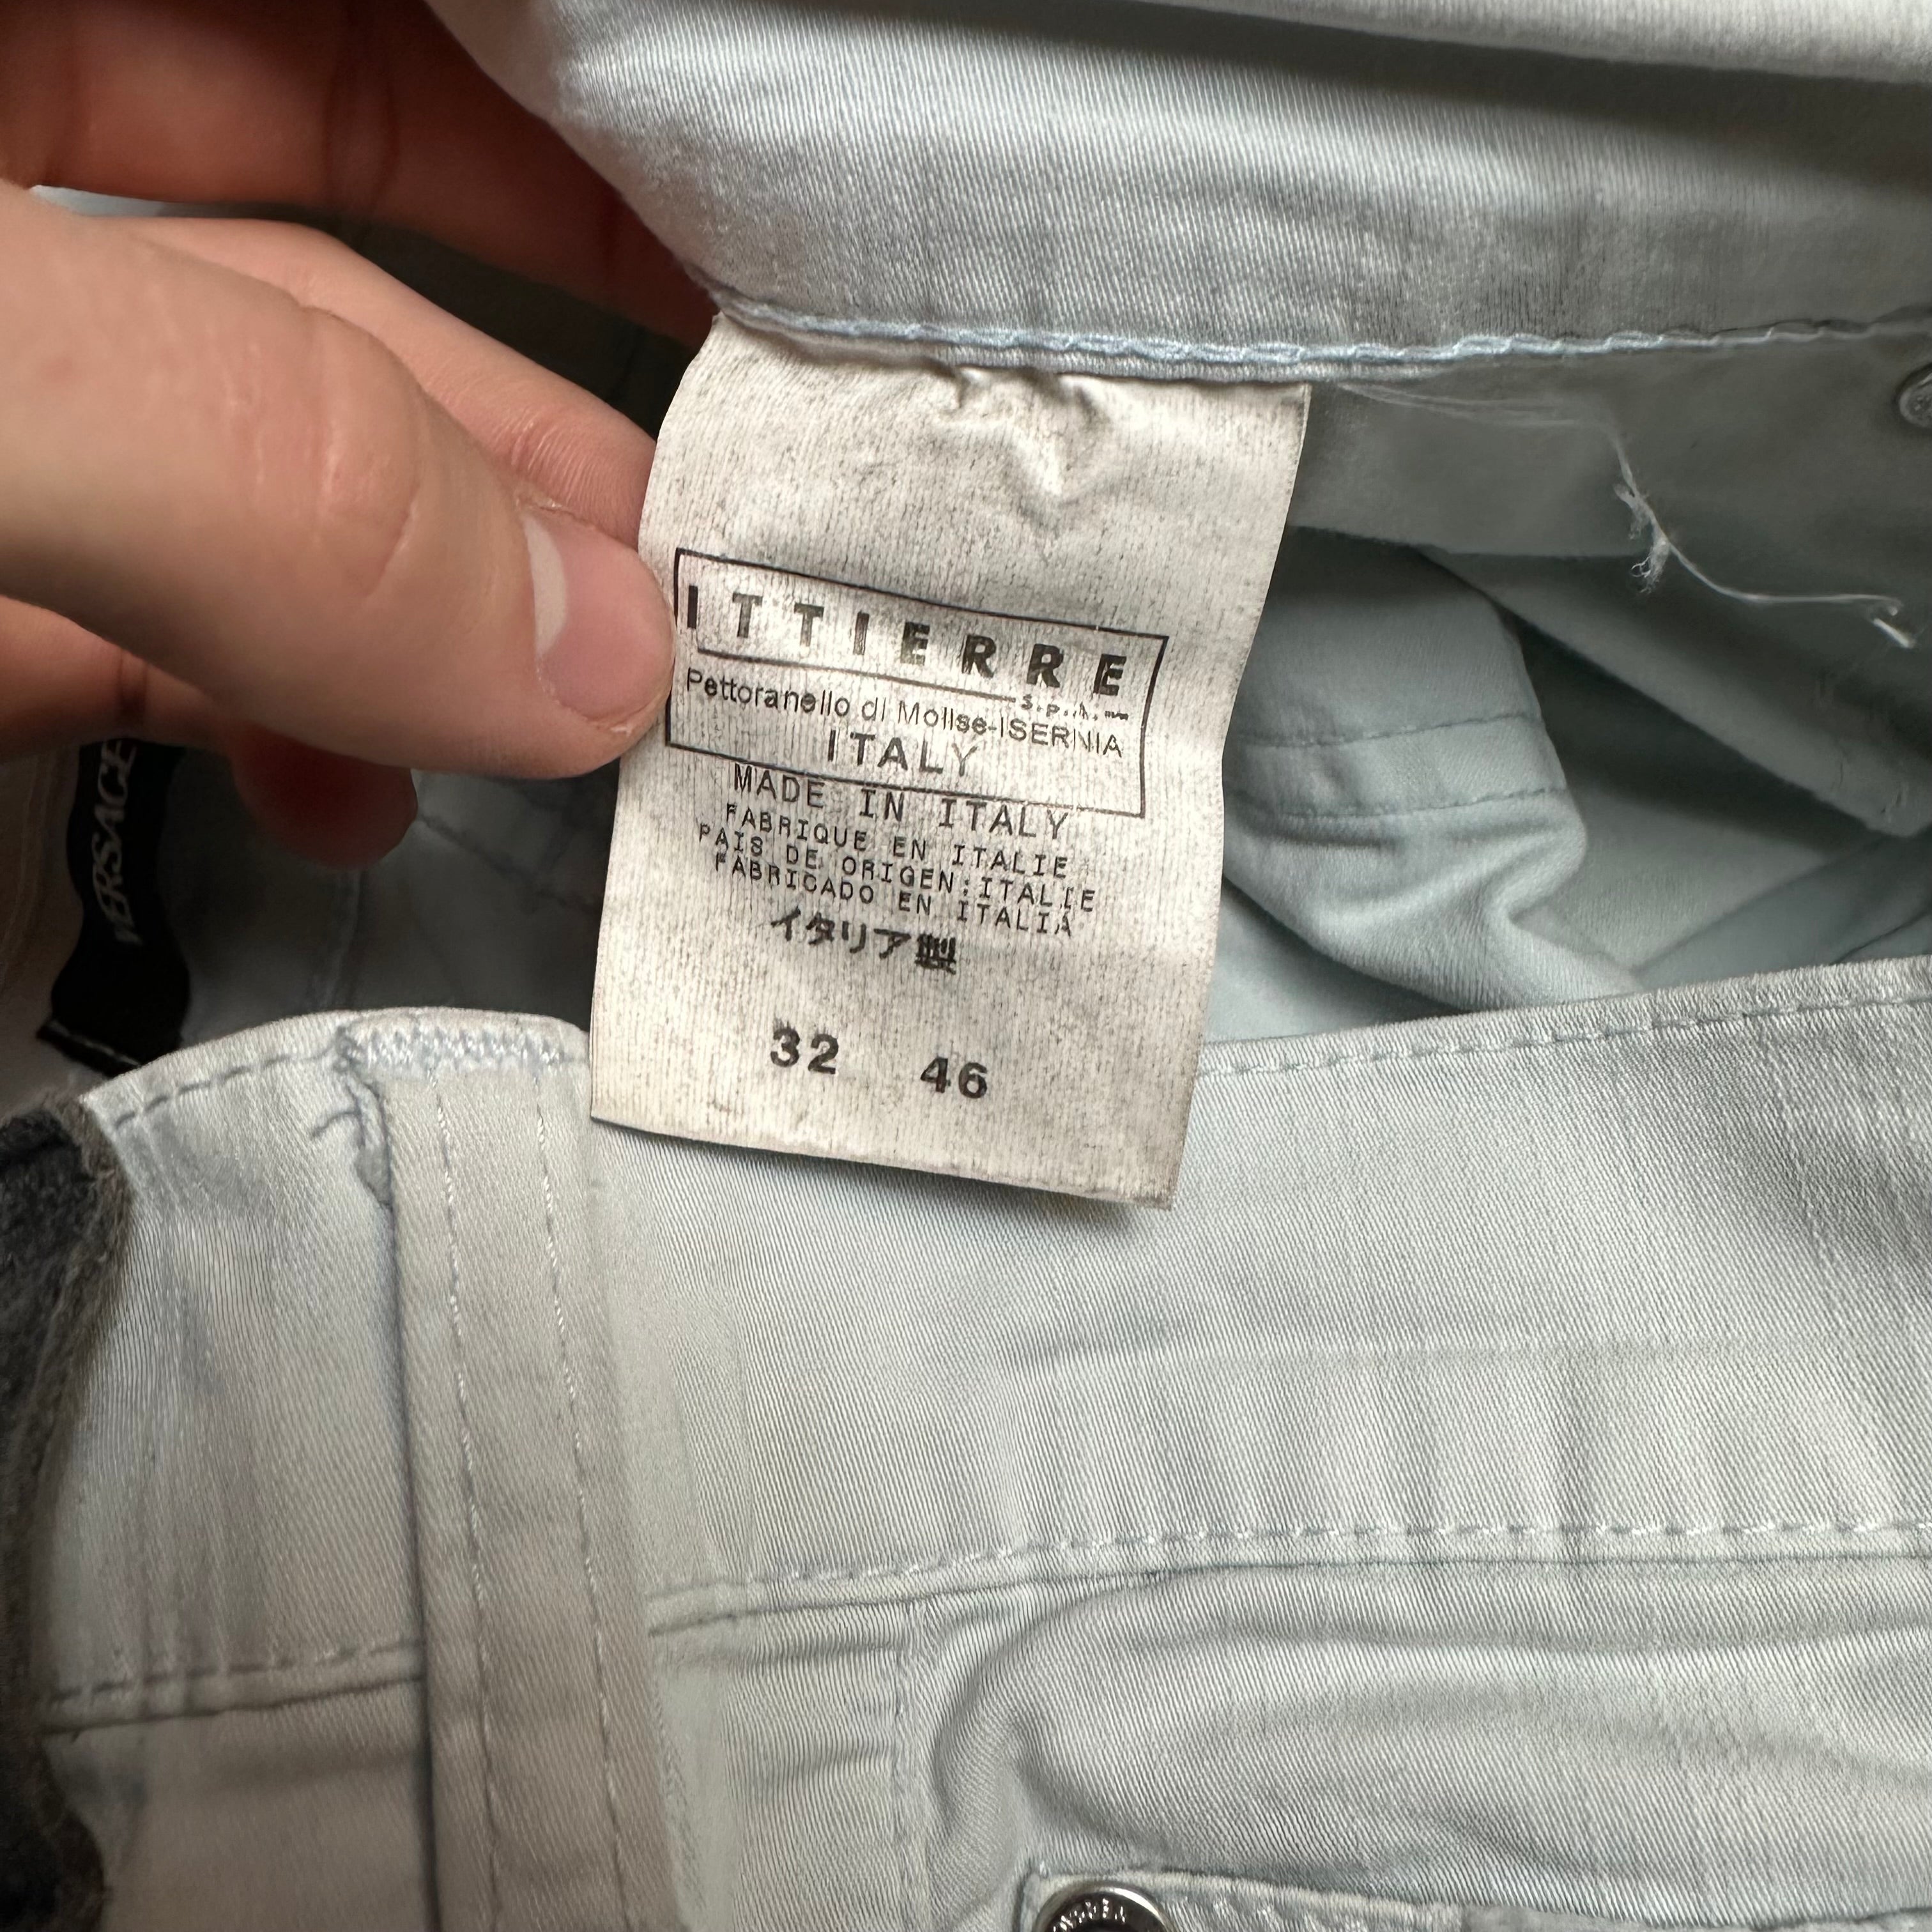 ITTIERRE
S.p.A.
Pettoranello di Molise-ISERNIA
ITALY
MADE IN ITALY
FABRIQUE EN ITALIE
PAIS DE ORIGEN:ITALIE
FABRICADO EN ITALIA
イタリア製
32 46
VERSACE